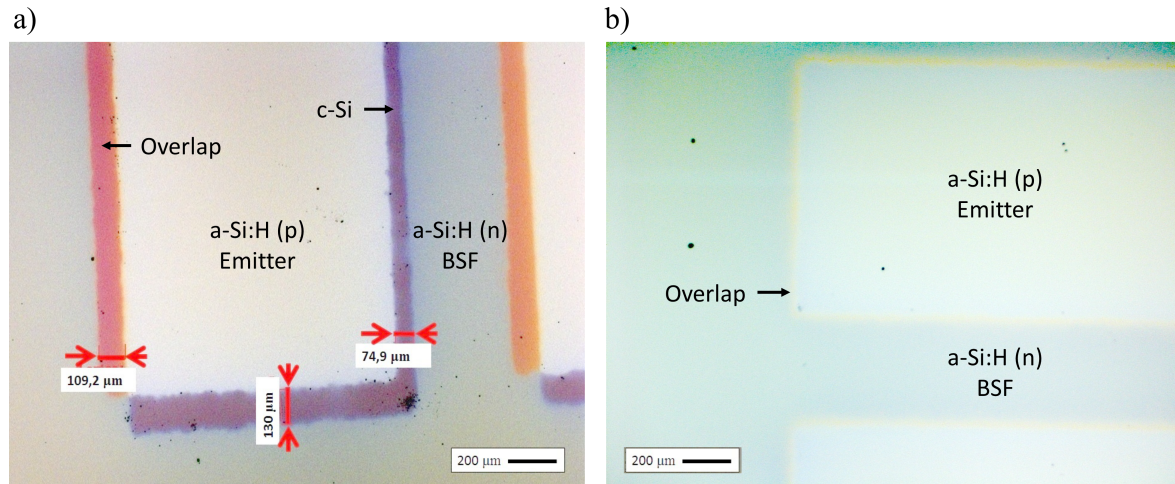 a)
c-Si
Overlap
a-Si:H (p)
Emitter
a-Si:H (n)
BSF
74,9 µm
109,2 µm
130 µm
200 µm
b)
a-Si:H (p)
Emitter
Overlap
a-Si:H (n)
BSF
200 µm